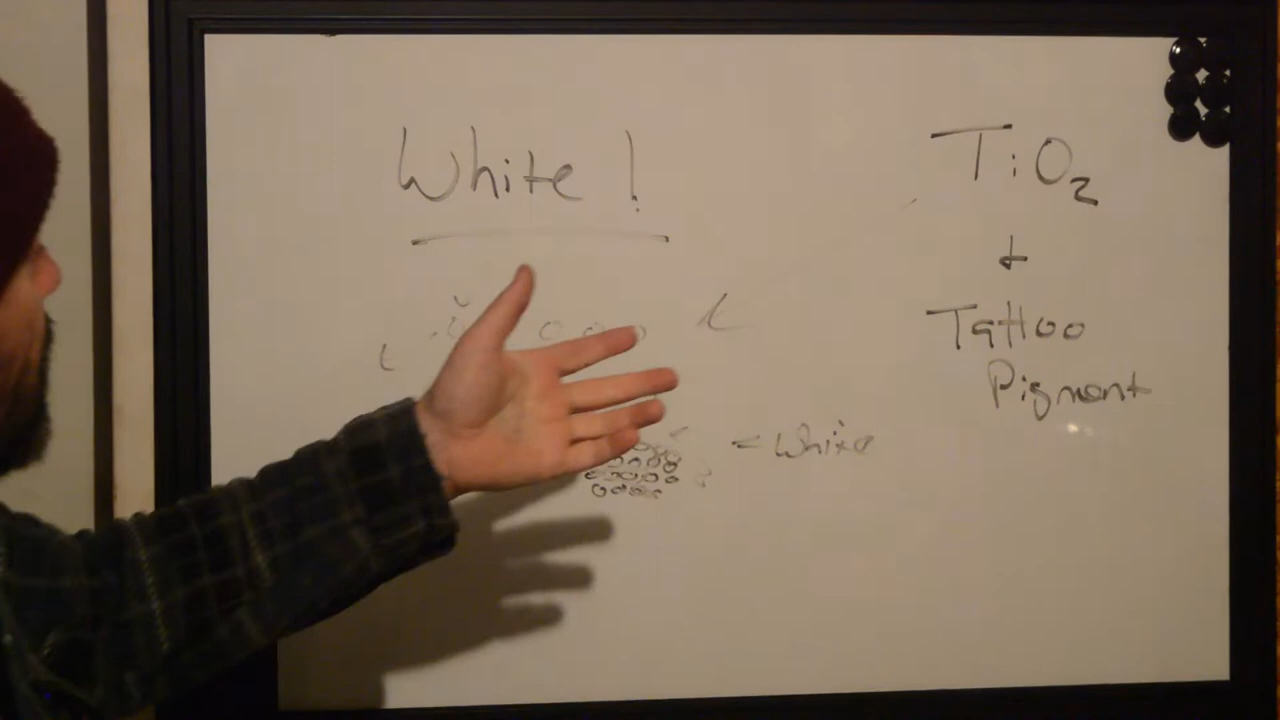 White!
TiO₂
+
Tattoo
Pigment
= White